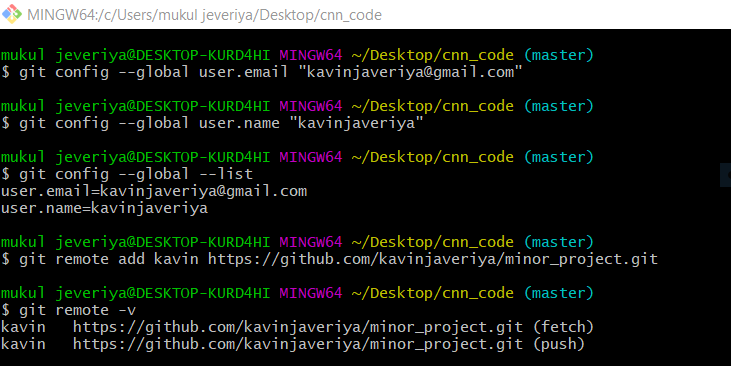 MINGW64:/c/Users/mukul jeveriya/Desktop/cnn_code
mukul jeveriya@DESKTOP-KURD4HI MINGW64 ~/Desktop/cnn_code (master)
$ git config --global user.email "kavinjaveriya@gmail.com"
mukul jeveriya@DESKTOP-KURD4HI MINGW64 ~/Desktop/cnn_code (master)
$ git config --global user.name "kavinjaveriya"
mukul jeveriya@DESKTOP-KURD4HI MINGW64 ~/Desktop/cnn_code (master)
$ git config --global --list
user.email=kavinjaveriya@gmail.com
user.name=kavinjaveriya
mukul jeveriya@DESKTOP-KURD4HI MINGW64 ~/Desktop/cnn_code (master)
$ git remote add kavin https://github.com/kavinjaveriya/minor_project.git
mukul jeveriya@DESKTOP-KURD4HI MINGW64 ~/Desktop/cnn_code (master)
$ git remote -v
kavin   https://github.com/kavinjaveriya/minor_project.git (fetch)
kavin   https://github.com/kavinjaveriya/minor_project.git (push)